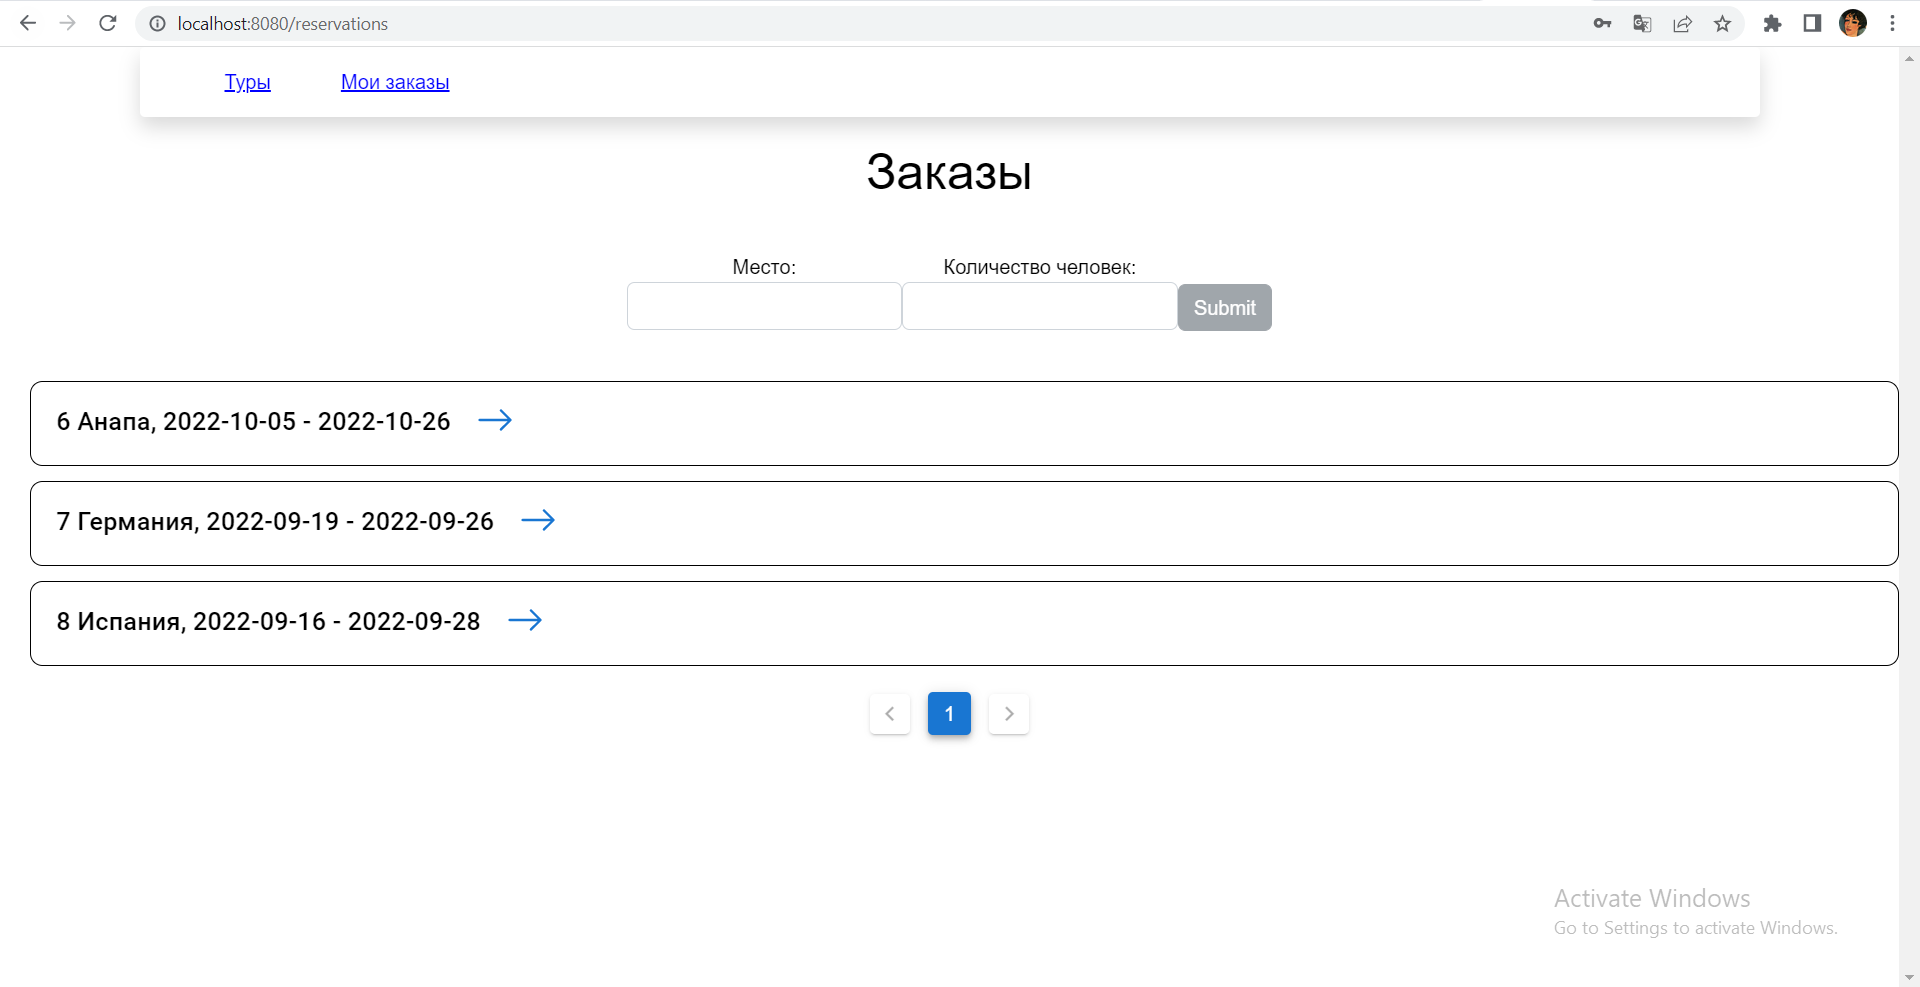 localhost:8080/reservations
Туры Мои заказы
Заказы
Место: Количество человек:
Submit
6 Анапа, 2022-10-05 - 2022-10-26
7 Германия, 2022-09-19 - 2022-09-26
8 Испания, 2022-09-16 - 2022-09-28
1
Activate Windows
Go to Settings to activate Windows.